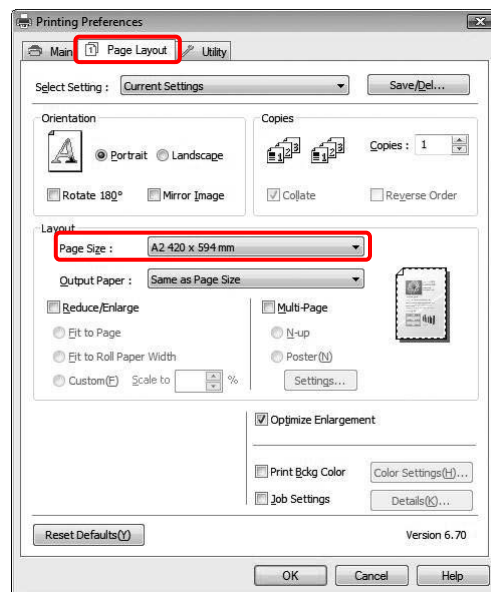 Printing Preferences
Main Page Layout Utility
Select Setting : Current Settings Save/Del...
Orientation
Portrait Landscape
Rotate 180° Mirror Image
Copies
Copies : 1
Collate Reverse Order
Layout
Page Size : A2 420 x 594 mm
Output Paper : Same as Page Size
Reduce/Enlarge
Fit to Page
Fit to Roll Paper Width
Custom(F) Scale to %
Multi-Page
N-up
Poster(N)
Settings...
Optimize Enlargement
Print Bckg Color Color Settings(H)...
Job Settings Details(K)...
Reset Defaults(Y) Version 6.70
OK Cancel Help